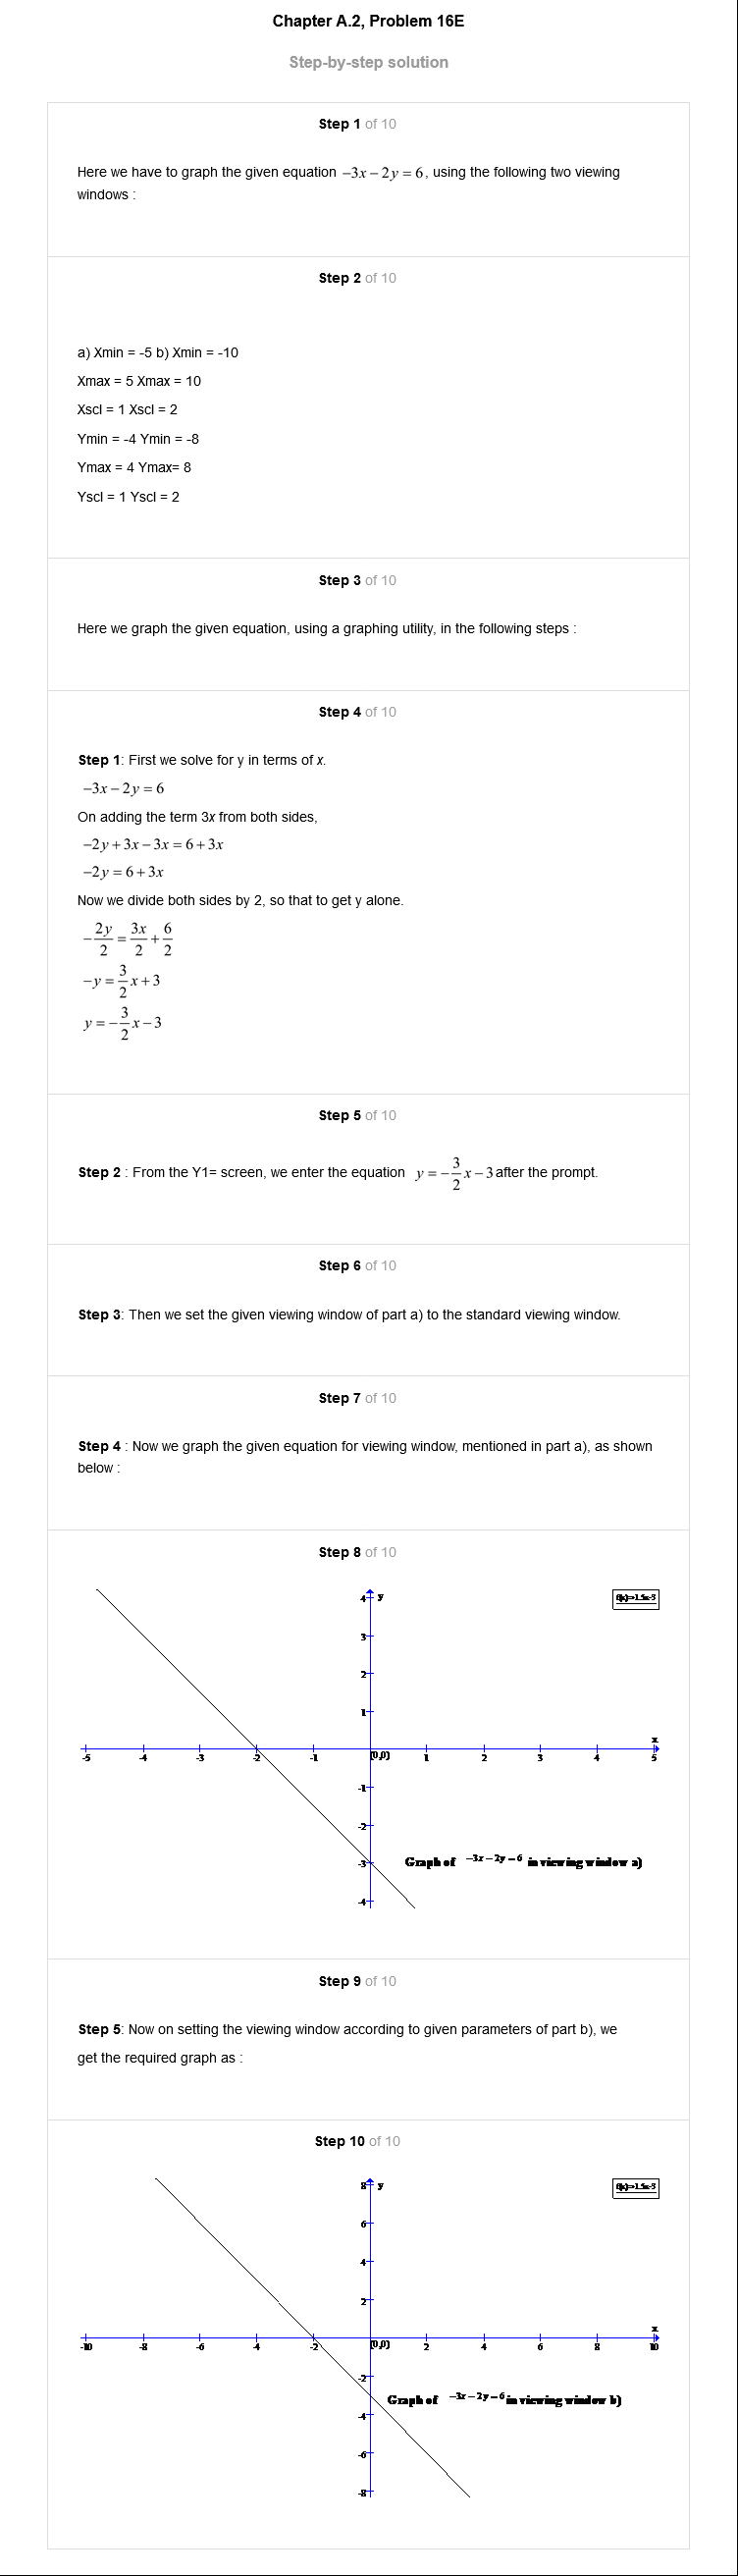 Chapter A.2, Problem 16E
Step-by-step solution
Step 1 of 10
Here we have to graph the given equation −3x − 2y = 6, using the following two viewing
windows :
Step 2 of 10
a) Xmin = -5 b) Xmin = -10
Xmax = 5 Xmax = 10
Xscl = 1 Xscl = 2
Ymin = -4 Ymin = -8
Ymax = 4 Ymax= 8
Yscl = 1 Yscl = 2
Step 3 of 10
Here we graph the given equation, using a graphing utility, in the following steps :
Step 4 of 10
Step 1: First we solve for y in terms of x.
−3x − 2y = 6
On adding the term 3x from both sides,
−2y + 3x − 3x = 6 + 3x
−2y = 6 + 3x
Now we divide both sides by 2, so that to get y alone.
−2y/2 = 3x/2 + 6/2
−y = 3/2 x + 3
y = −3/2 x − 3
Step 5 of 10
Step 2 : From the Y1= screen, we enter the equation y = −3/2 x − 3 after the prompt.
Step 6 of 10
Step 3: Then we set the given viewing window of part a) to the standard viewing window.
Step 7 of 10
Step 4 : Now we graph the given equation for viewing window, mentioned in part a), as shown
below :
Step 8 of 10
4 y
3
2
1
x
-5 -4 -3 -2 -1 (0,0) 1 2 3 4 5
-1
-2
-3 Graph of −3x − 2y = 6 in viewing window a)
-4
Step 9 of 10
Step 5: Now on setting the viewing window according to given parameters of part b), we
get the required graph as :
Step 10 of 10
8 y
6
4
2
x
-10 -8 -6 -4 -2 (0,0) 2 4 6 8 10
-2
Graph of −3x − 2y = 6 in viewing window b)
-4
-6
-8